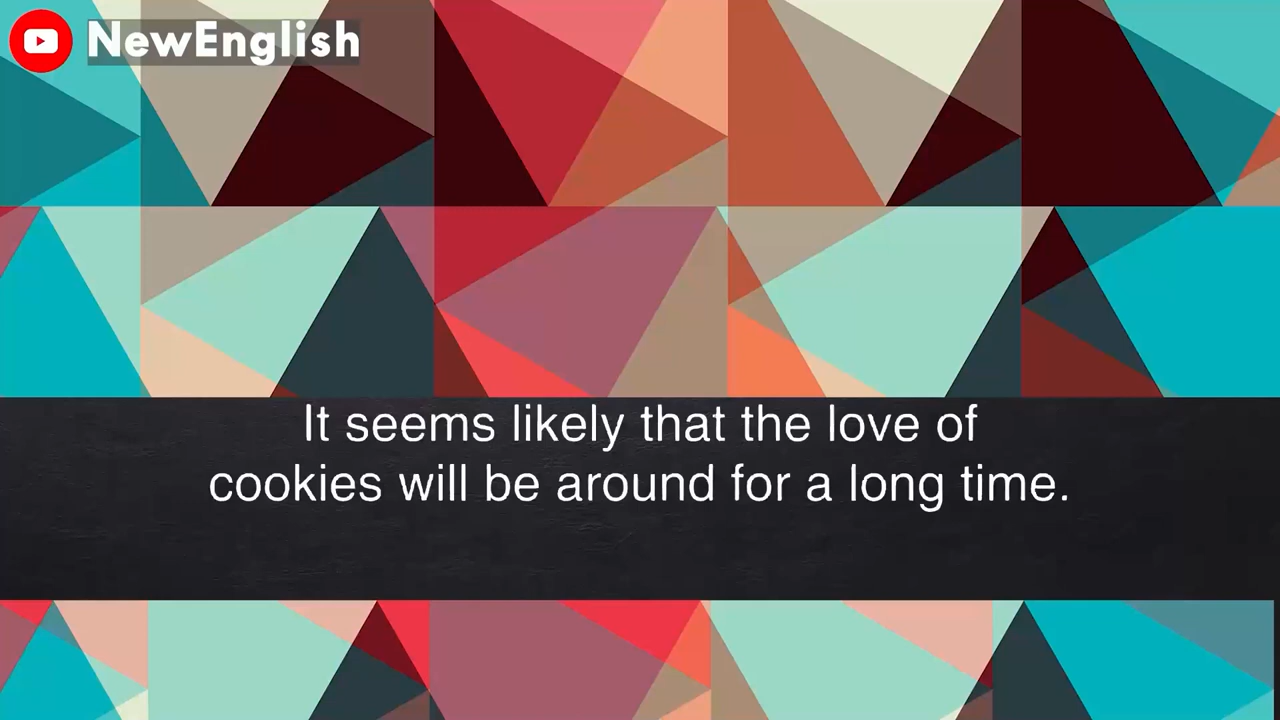 NewEnglish
It seems likely that the love of
cookies will be around for a long time.